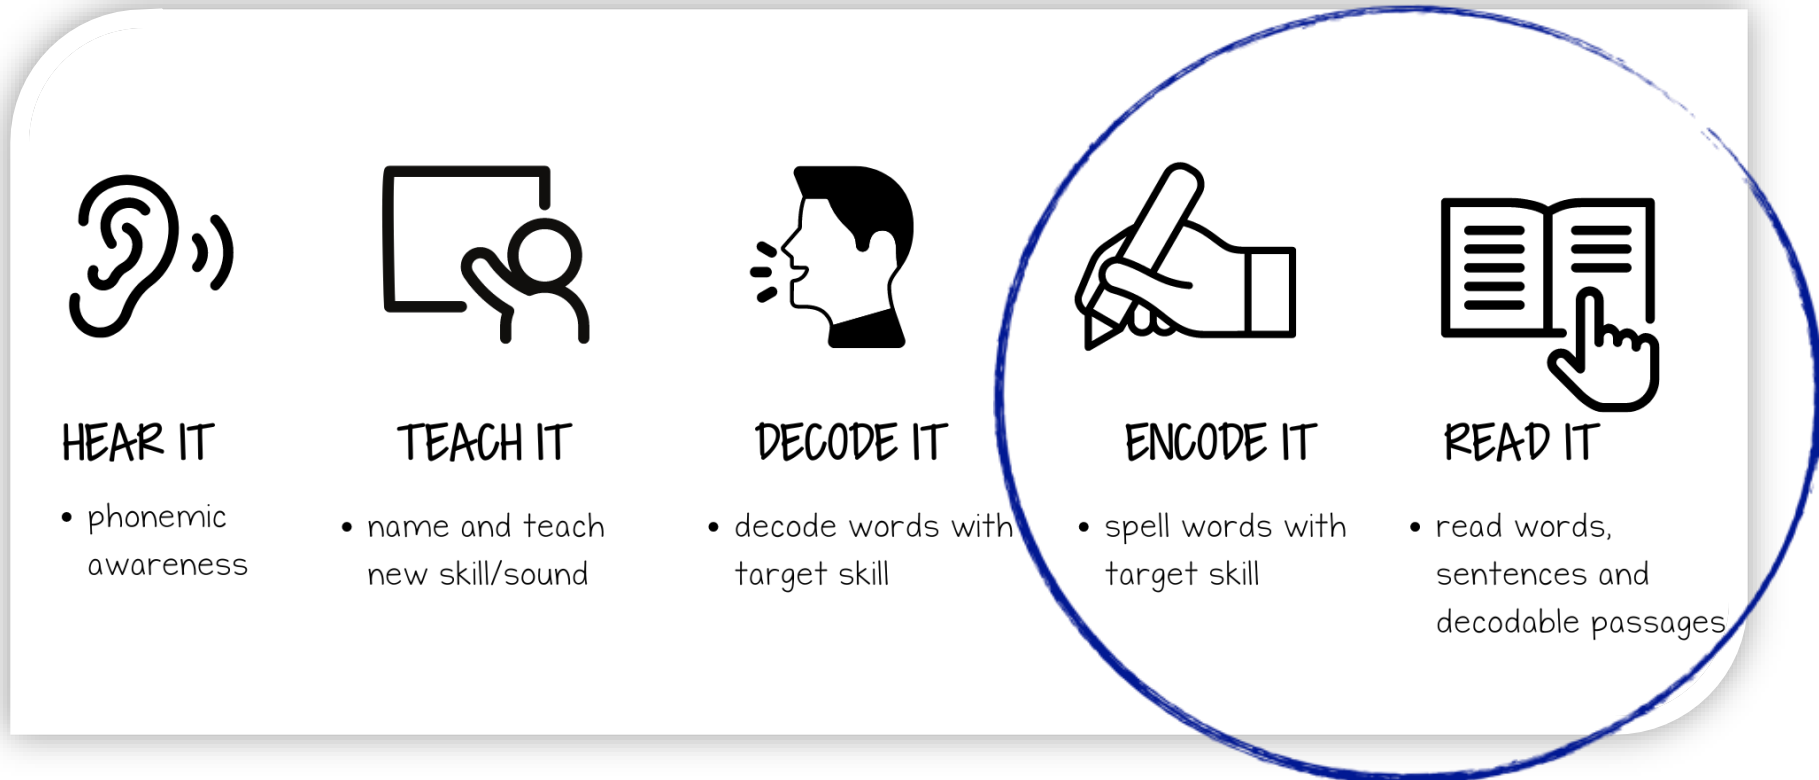 HEAR IT
• phonemic
awareness
TEACH IT
• name and teach
new skill/sound
DECODE IT
• decode words with
target skill
ENCODE IT
• spell words with
target skill
READ IT
• read words,
sentences and
decodable passages